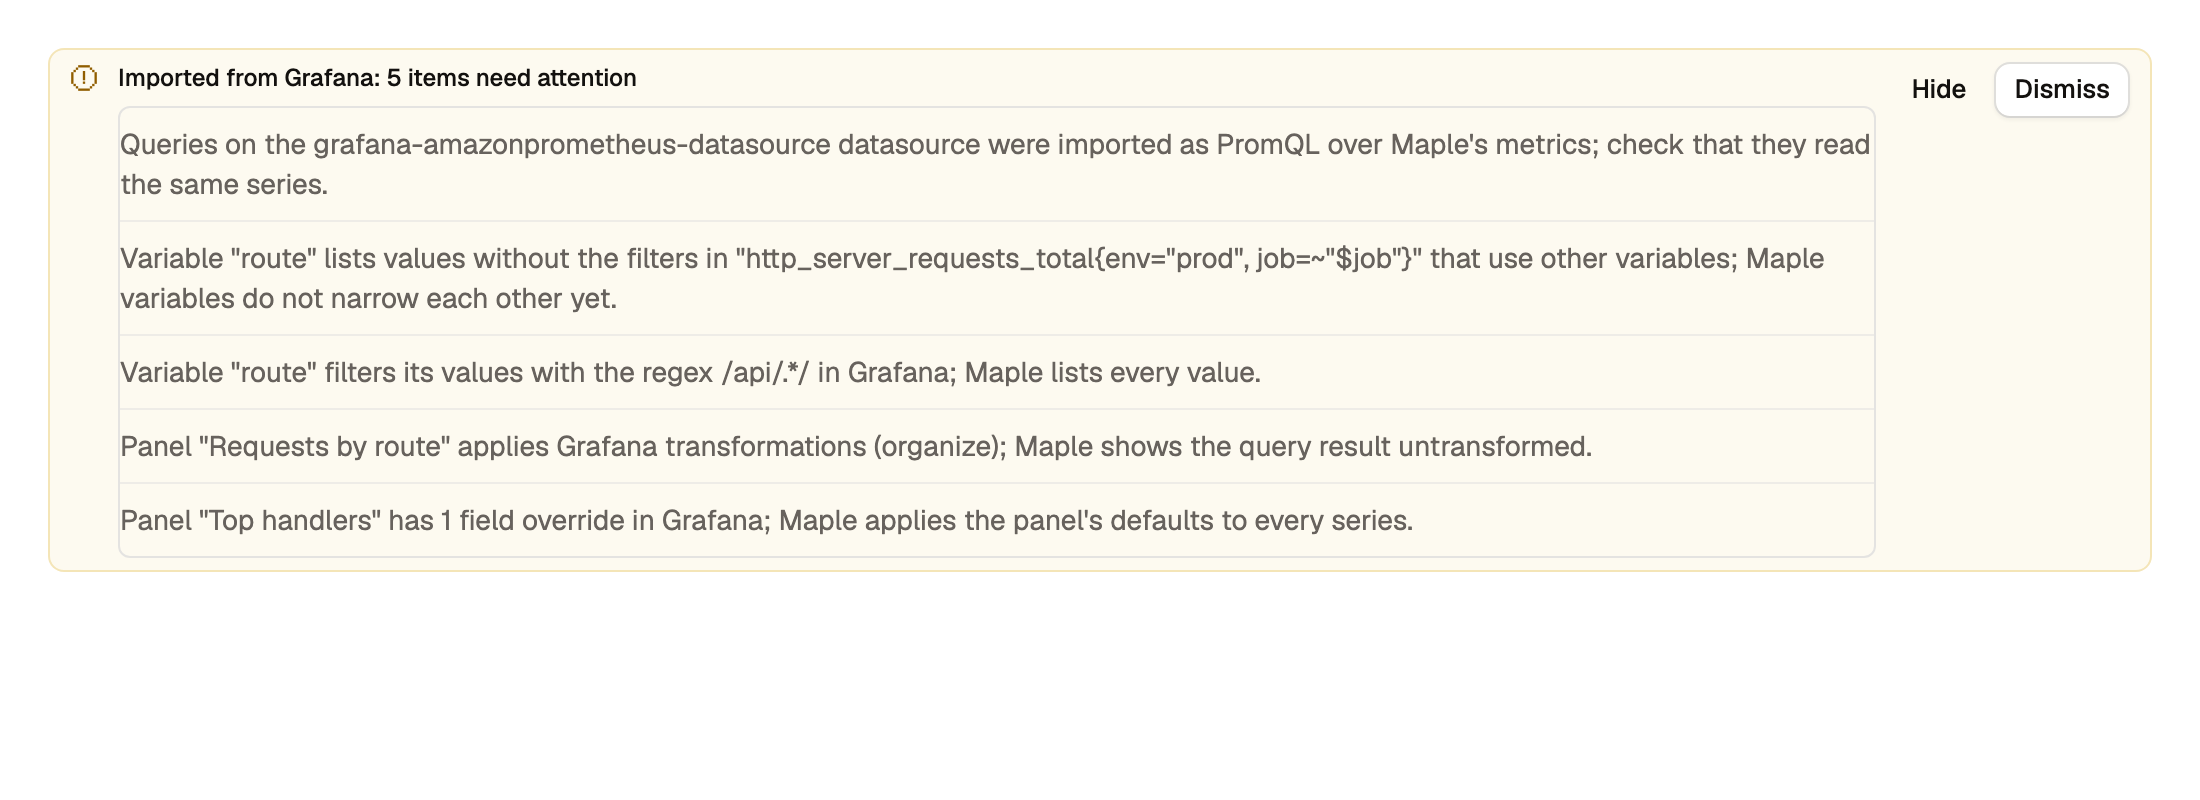 Imported from Grafana: 5 items need attention
Hide
Dismiss
Queries on the grafana-amazonprometheus-datasource datasource were imported as PromQL over Maple's metrics; check that they read
the same series.
Variable "route" lists values without the filters in "http_server_requests_total{env="prod", job=~"$job"}" that use other variables; Maple
variables do not narrow each other yet.
Variable "route" filters its values with the regex /api/.*/ in Grafana; Maple lists every value.
Panel "Requests by route" applies Grafana transformations (organize); Maple shows the query result untransformed.
Panel "Top handlers" has 1 field override in Grafana; Maple applies the panel's defaults to every series.